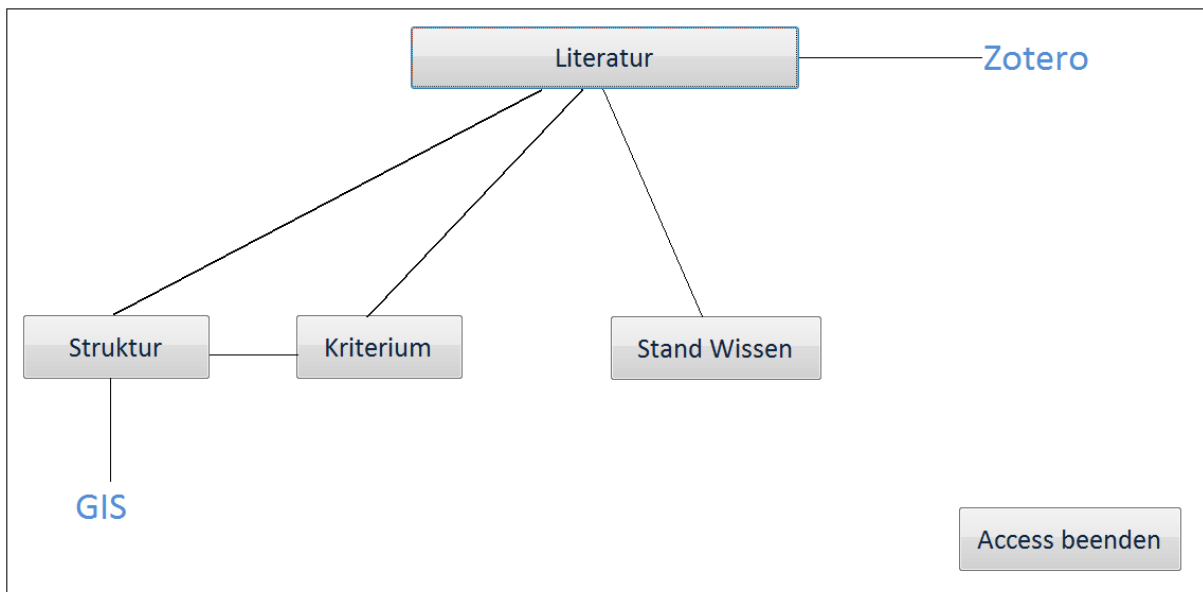 Literatur
Zotero
Struktur
Kriterium
Stand Wissen
GIS
Access beenden